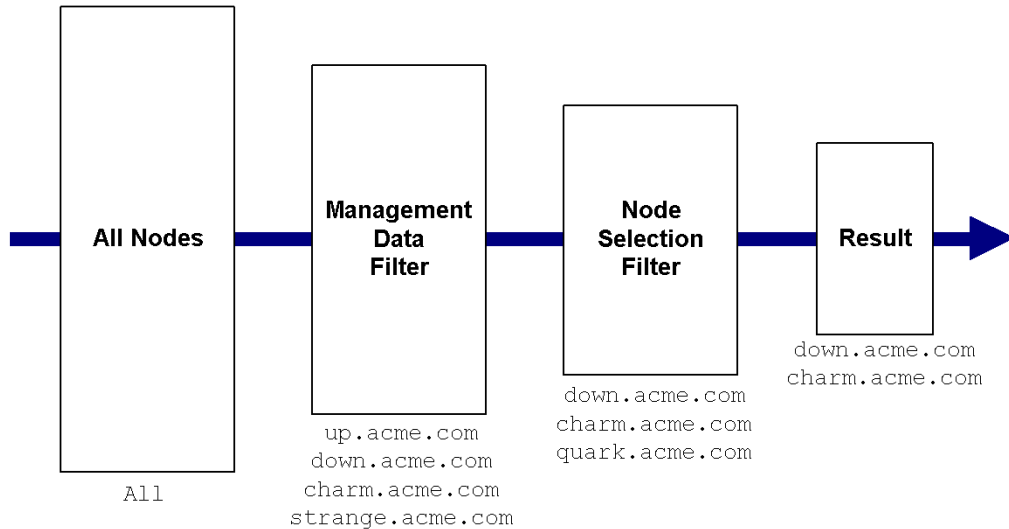 All Nodes
All
Management
Data
Filter
up.acme.com
down.acme.com
charm.acme.com
strange.acme.com
Node
Selection
Filter
down.acme.com
charm.acme.com
quark.acme.com
Result
down.acme.com
charm.acme.com